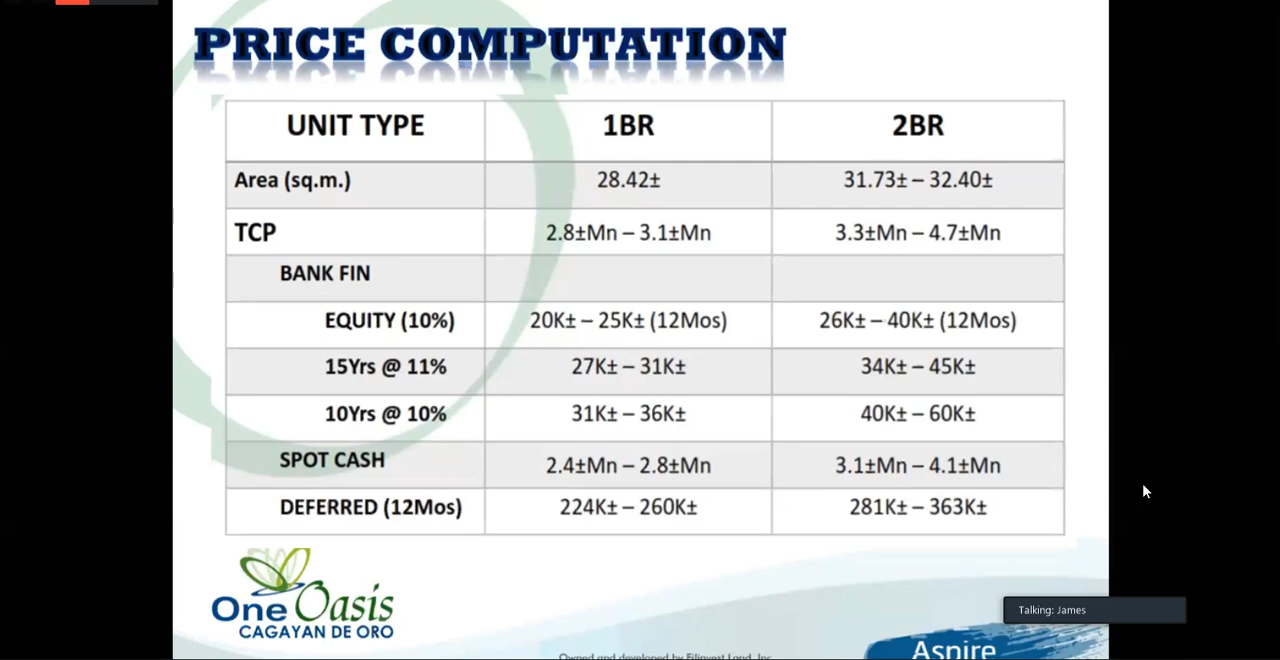 PRICE COMPUTATION
UNIT TYPE 1BR 2BR
Area (sq.m.) 28.42± 31.73± – 32.40±
TCP 2.8±Mn – 3.1±Mn 3.3±Mn – 4.7±Mn
BANK FIN
EQUITY (10%) 20K± – 25K± (12Mos) 26K± – 40K± (12Mos)
15Yrs @ 11% 27K± – 31K± 34K± – 45K±
10Yrs @ 10% 31K± – 36K± 40K± – 60K±
SPOT CASH 2.4±Mn – 2.8±Mn 3.1±Mn – 4.1±Mn
DEFERRED (12Mos) 224K± – 260K± 281K± – 363K±
One Oasis
CAGAYAN DE ORO
Talking: James
Aspire
Owned and developed by Filinvest Land, Inc.